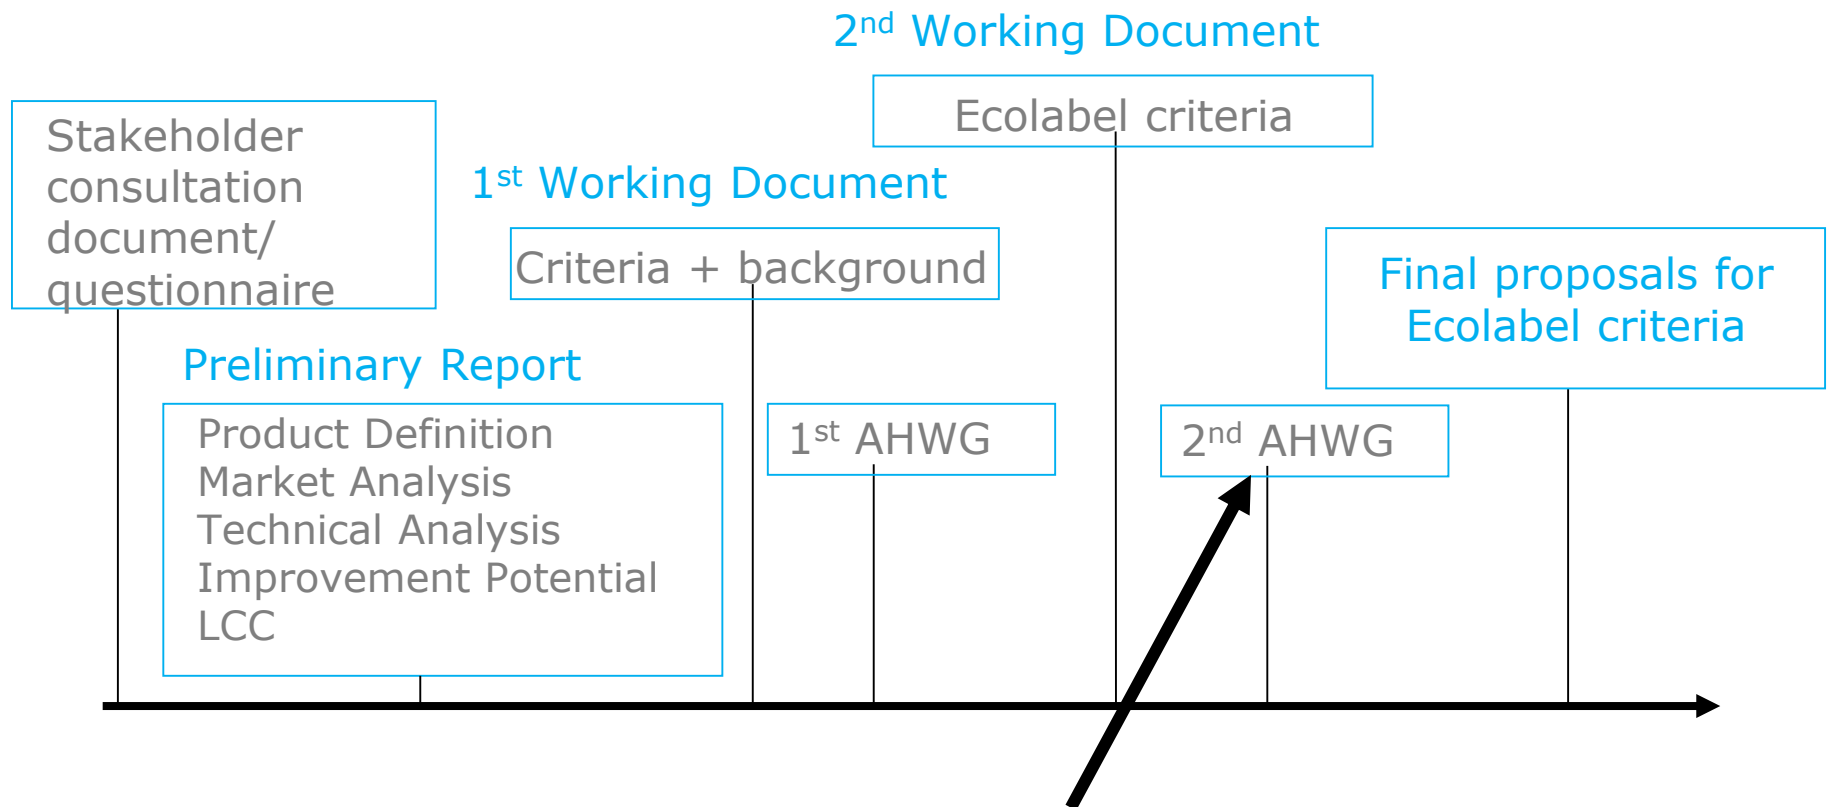 2nd Working Document
Ecolabel criteria
Stakeholder
consultation
document/
questionnaire
1st Working Document
Criteria + background
Final proposals for
Ecolabel criteria
Preliminary Report
Product Definition
Market Analysis
Technical Analysis
Improvement Potential
LCC
1st AHWG
2nd AHWG